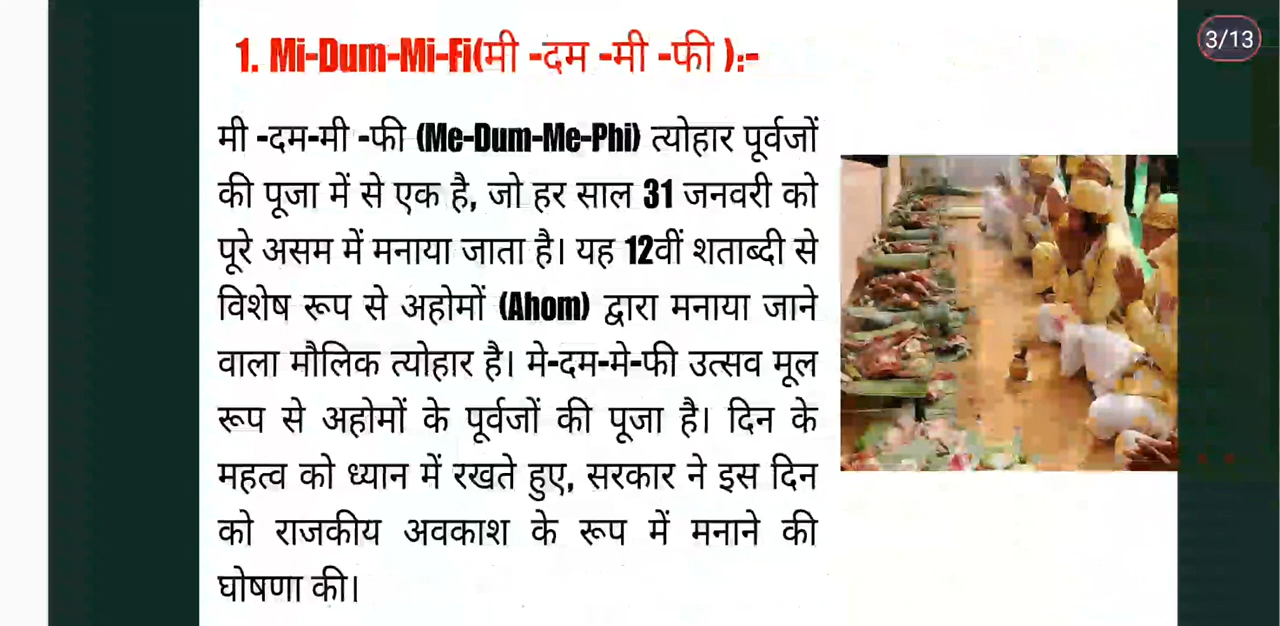 1. Mi-Dum-Mi-Fi(मी -दम -मी -फी ):-
3/13
मी -दम-मी -फी (Me-Dum-Me-Phi) त्योहार पूर्वजों
की पूजा में से एक है, जो हर साल 31 जनवरी को
पूरे असम में मनाया जाता है। यह 12वीं शताब्दी से
विशेष रूप से अहोमों (Ahom) द्वारा मनाया जाने
वाला मौलिक त्योहार है। मे-दम-मे-फी उत्सव मूल
रूप से अहोमों के पूर्वजों की पूजा है। दिन के
महत्व को ध्यान में रखते हुए, सरकार ने इस दिन
को राजकीय अवकाश के रूप में मनाने की
घोषणा की।